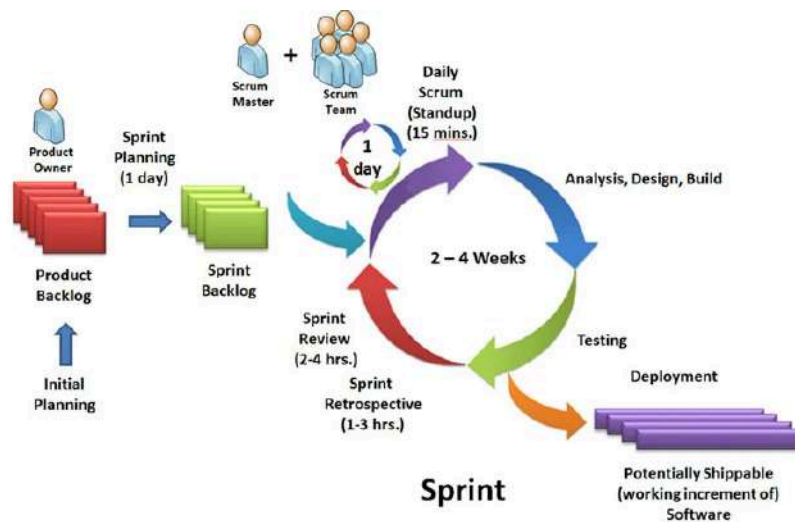 Scrum
Master
+
Scrum
Team
Daily
Scrum
(Standup)
(15 mins.)
Product
Owner
Sprint
Planning
(1 day)
1
day
Analysis, Design, Build
2 – 4 Weeks
Product
Backlog
Sprint
Backlog
Sprint
Review
(2-4 hrs.)
Sprint
Retrospective
(1-3 hrs.)
Testing
Initial
Planning
Deployment
Sprint
Potentially Shippable
(working increment of)
Software